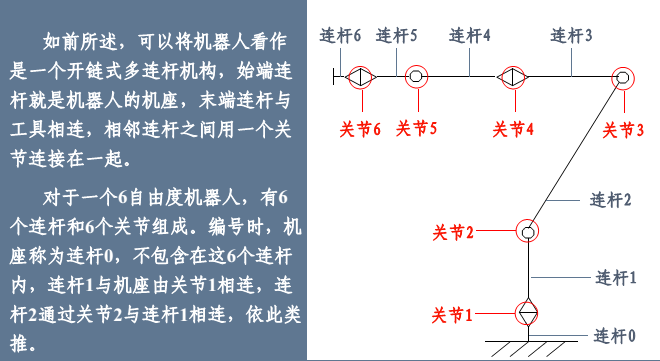 如前所述，可以将机器人看作
是一个开链式多连杆机构，始端连
杆就是机器人的机座，末端连杆与
工具相连，相邻连杆之间用一个关
节连接在一起。
对于一个6自由度机器人，有6
个连杆和6个关节组成。编号时，机
座称为连杆0，不包含在这6个连杆
内，连杆1与机座由关节1相连，连
杆2通过关节2与连杆1相连，依此类
推。
连杆6 连杆5 连杆4 连杆3
关节6 关节5 关节4 关节3
连杆2
关节2
连杆1
关节1
连杆0